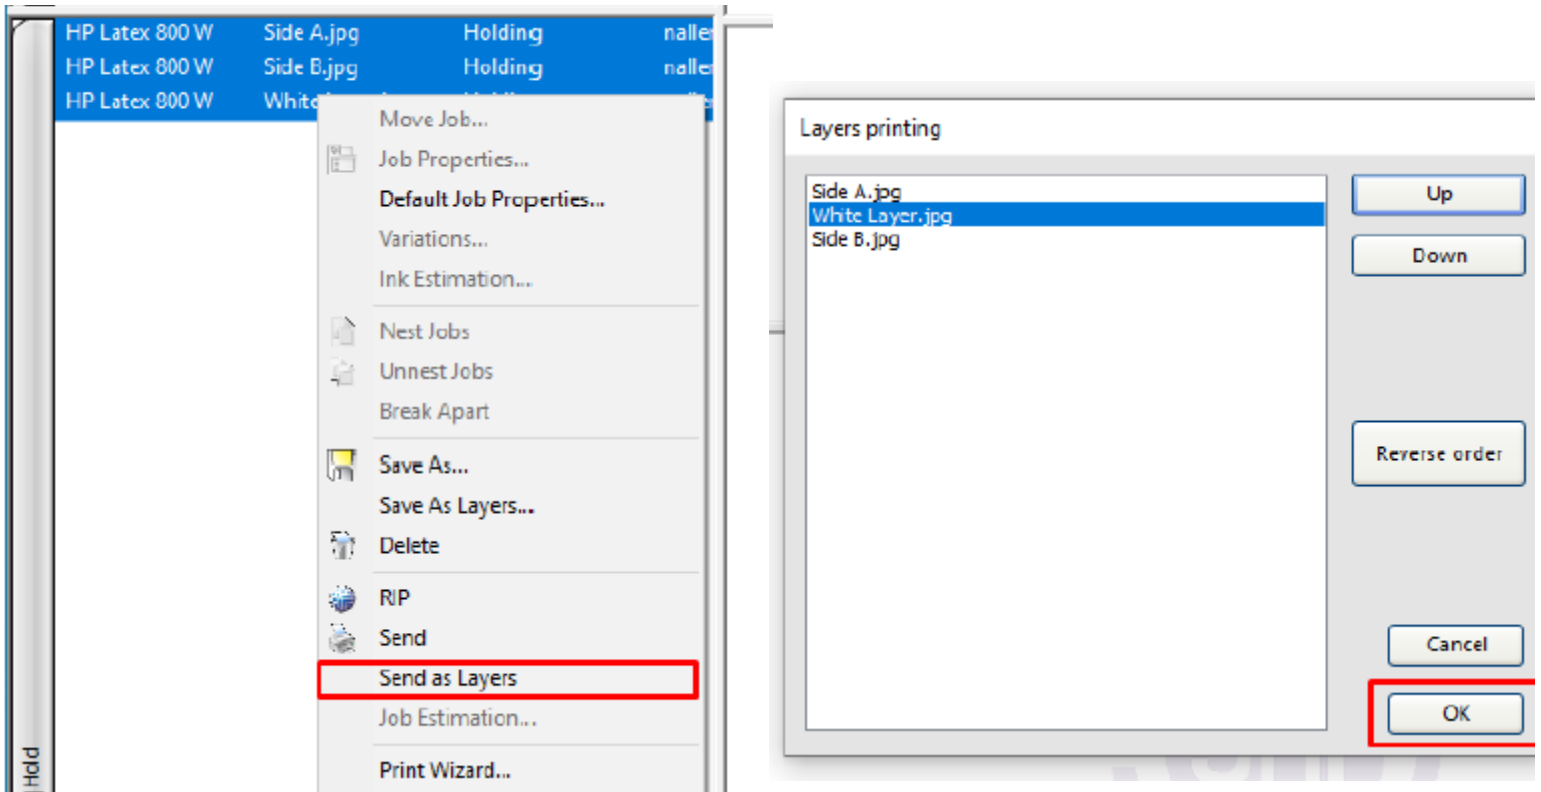 HP Latex 800 W Side A.jpg Holding naller
HP Latex 800 W Side B.jpg Holding naller
HP Latex 800 W White
Move Job...
Job Properties...
Default Job Properties...
Variations...
Ink Estimation...
Nest Jobs
Unnest Jobs
Break Apart
Save As...
Save As Layers...
Delete
RIP
Send
Send as Layers
Job Estimation...
Print Wizard...
Hold
Layers printing
Side A.jpg
White Layer.jpg
Side B.jpg
Up
Down
Reverse order
Cancel
OK